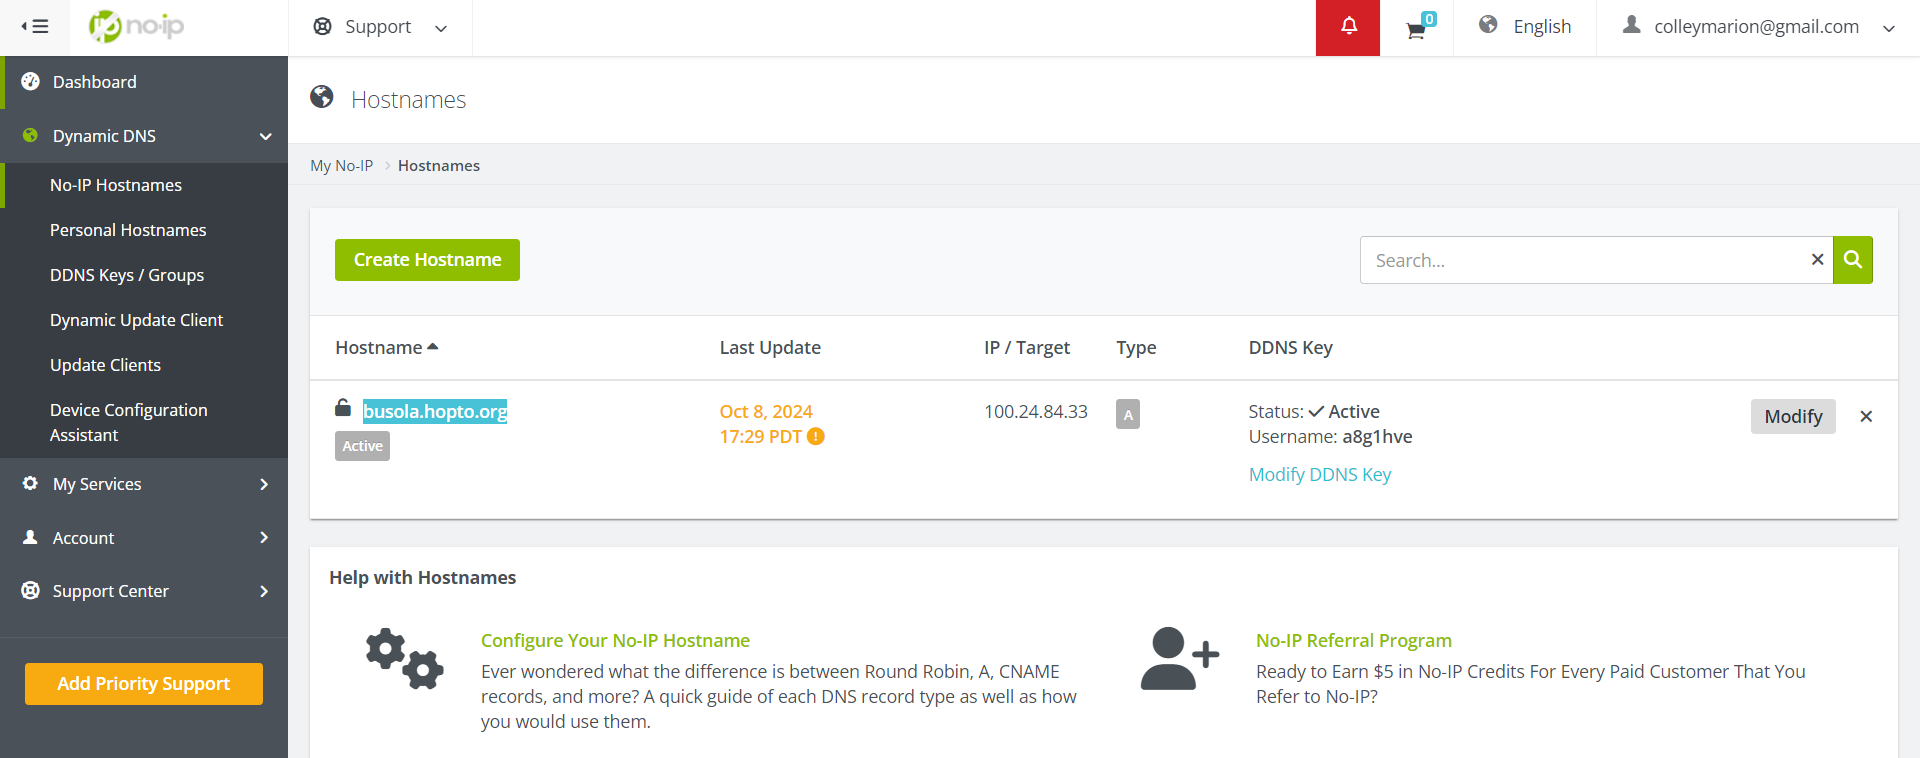 no-ip
Support
0
English
colleymarion@gmail.com
Dashboard
Dynamic DNS
No-IP Hostnames
Personal Hostnames
DDNS Keys / Groups
Dynamic Update Client
Update Clients
Device Configuration
Assistant
My Services
Account
Support Center
Add Priority Support
Hostnames
My No-IP > Hostnames
Create Hostname
Search...
Hostname Last Update IP / Target Type DDNS Key
busola.hopto.org Oct 8, 2024 100.24.84.33 A Status: Active Modify
Active 17:29 PDT Username: a8g1hve
Modify DDNS Key
Help with Hostnames
Configure Your No-IP Hostname
Ever wondered what the difference is between Round Robin, A, CNAME
records, and more? A quick guide of each DNS record type as well as how
you would use them.
No-IP Referral Program
Ready to Earn $5 in No-IP Credits For Every Paid Customer That You
Refer to No-IP?